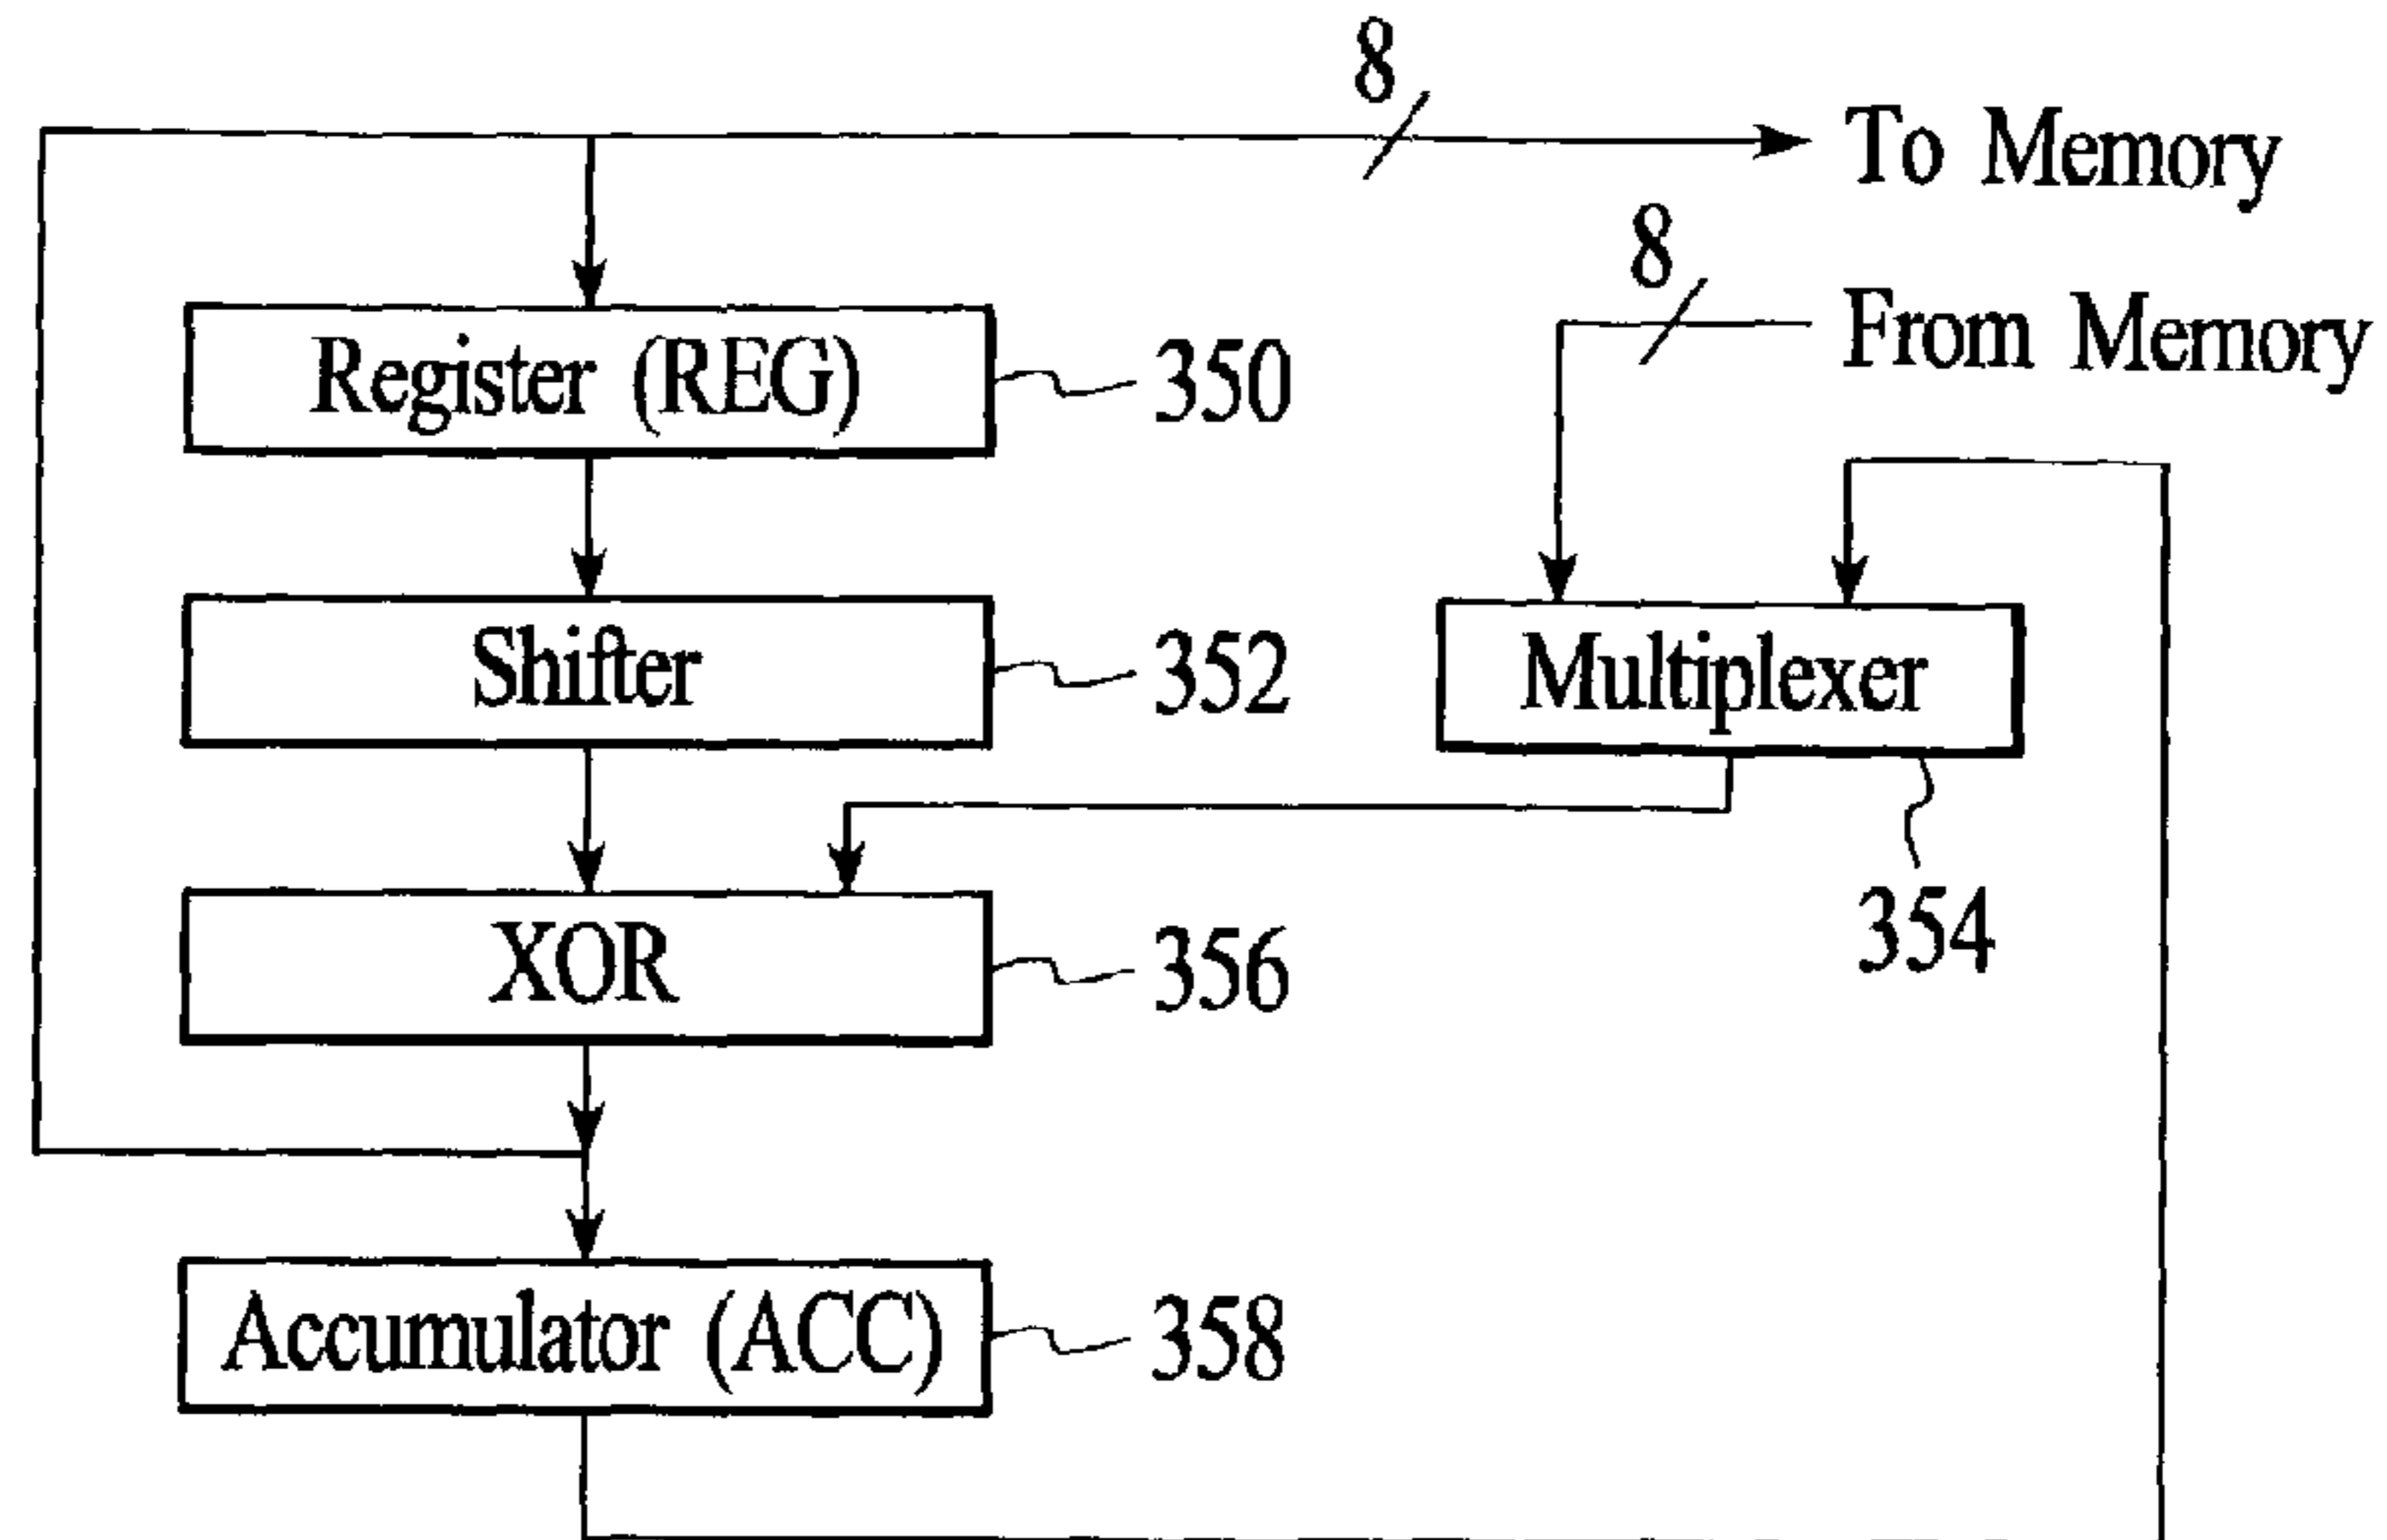 8
To Memory
8
From Memory
Register (REG)
350
Shifter
352
Multiplexer
354
XOR
356
Accumulator (ACC)
358